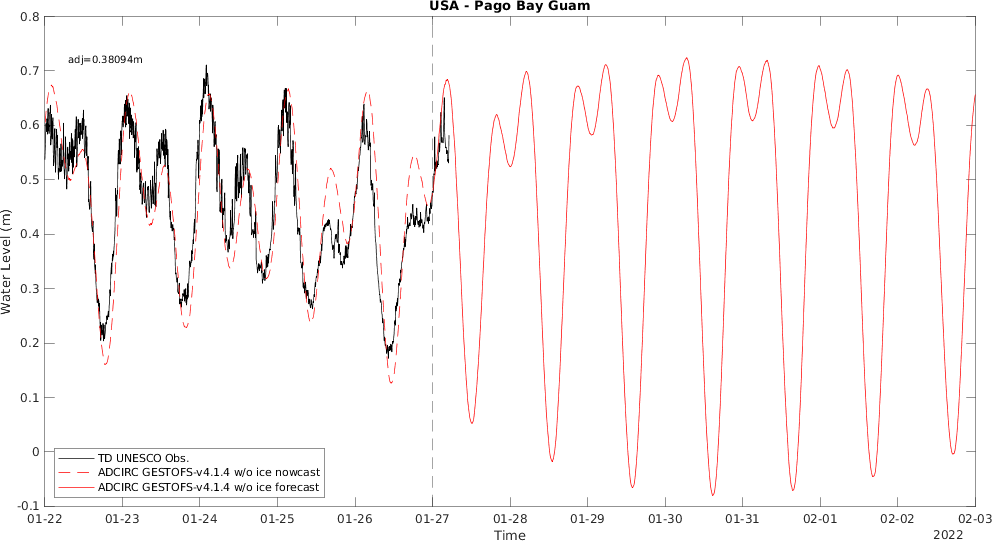 USA - Pago Bay Guam
adj=0.38094m
Water Level (m)
0.8
0.7
0.6
0.5
0.4
0.3
0.2
0.1
0
-0.1
TD UNESCO Obs.
ADCIRC GESTOFS-v4.1.4 w/o ice nowcast
ADCIRC GESTOFS-v4.1.4 w/o ice forecast
01-22 01-23 01-24 01-25 01-26 01-27 01-28 01-29 01-30 01-31 02-01 02-02 02-03
Time
2022